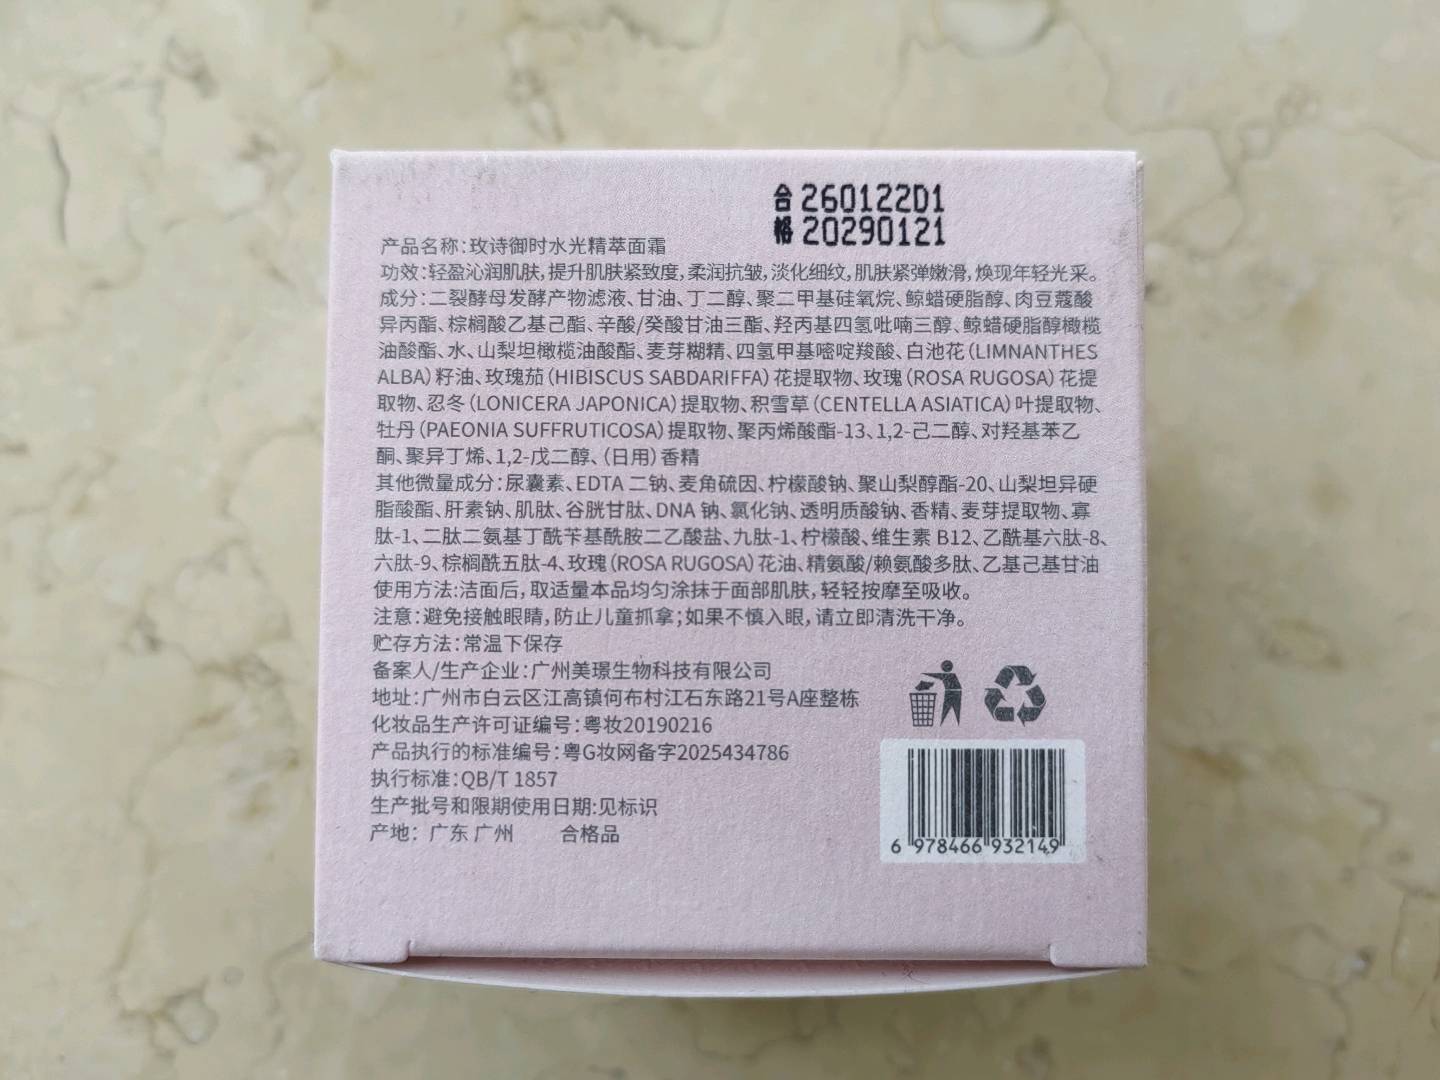 合格 260122D1
20290121
产品名称:玫诗御时水光精萃面霜
功效:轻盈沁润肌肤,提升肌肤紧致度,柔润抗皱,淡化细纹,肌肤紧弹嫩滑,焕现年轻光采。
成分:二裂酵母发酵产物滤液、甘油、丁二醇、聚二甲基硅氧烷、鲸蜡硬脂醇、肉豆蔻酸
异丙酯、棕榈酸乙基己酯、辛酸/癸酸甘油三酯、羟丙基四氢吡喃三醇、鲸蜡硬脂醇橄榄
油酸酯、水、山梨坦橄榄油酸酯、麦芽糊精、四氢甲基嘧啶羧酸、白池花(LIMNANTHES
ALBA)籽油、玫瑰茄(HIBISCUS SABDARIFFA)花提取物、玫瑰(ROSA RUGOSA)花提
取物、忍冬(LONICERA JAPONICA)提取物、积雪草(CENTELLA ASIATICA)叶提取物、
牡丹(PAEONIA SUFFRUTICOSA)提取物、聚丙烯酸酯-13、1,2-己二醇、对羟基苯乙
酮、聚异丁烯、1,2-戊二醇、(日用)香精
其他微量成分:尿囊素、EDTA 二钠、麦角硫因、柠檬酸钠、聚山梨醇酯-20、山梨坦异硬
脂酸酯、肝素钠、肌肽、谷胱甘肽、DNA 钠、氯化钠、透明质酸钠、香精、麦芽提取物、寡
肽-1、二肽二氨基丁酰苄基酰胺二乙酸盐、九肽-1、柠檬酸、维生素 B12、乙酰基六肽-8、
六肽-9、棕榈酰五肽-4、玫瑰(ROSA RUGOSA)花油、精氨酸/赖氨酸多肽、乙基己基甘油
使用方法:洁面后,取适量本品均匀涂抹于面部肌肤,轻轻按摩至吸收。
注意:避免接触眼睛,防止儿童抓拿;如果不慎入眼,请立即清洗干净。
贮存方法:常温下保存
备案人/生产企业:广州美璟生物科技有限公司
地址:广州市白云区江高镇何布村江石东路21号A座整栋
化妆品生产许可证编号:粤妆20190216
产品执行的标准编号:粤G妆网备字2025434786
执行标准:QB/T 1857
生产批号和限期使用日期:见标识
产地: 广东 广州 合格品
6 978466 932149